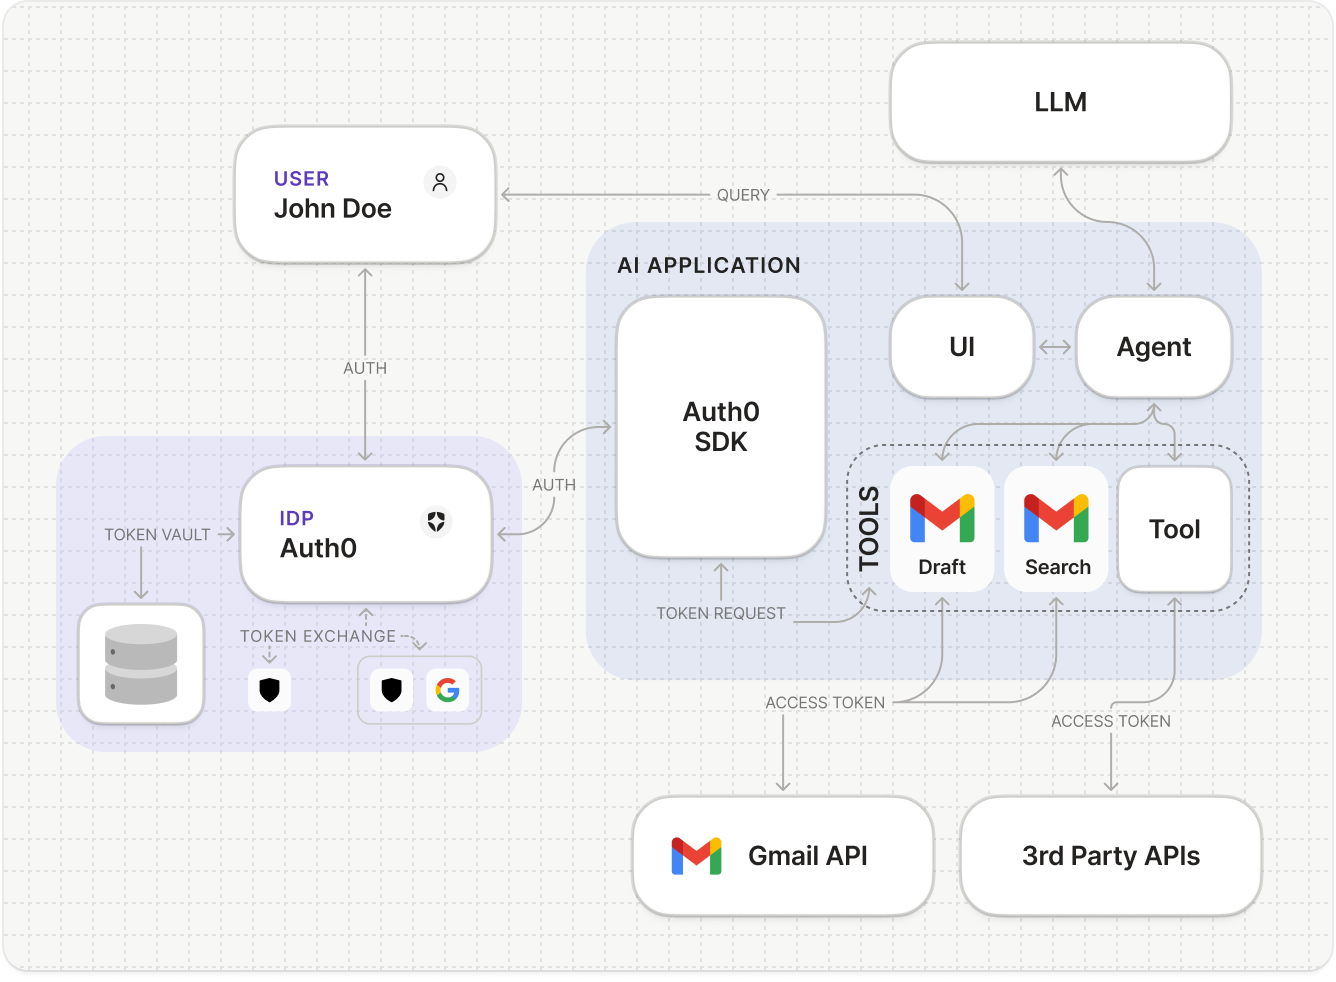 LLM
USER
John Doe
QUERY
AI APPLICATION
Auth0
SDK
UI
Agent
AUTH
AUTH
IDP
Auth0
TOKEN VAULT
TOKEN EXCHANGE
TOOLS
Draft
Search
Tool
TOKEN REQUEST
ACCESS TOKEN
ACCESS TOKEN
Gmail API
3rd Party APIs